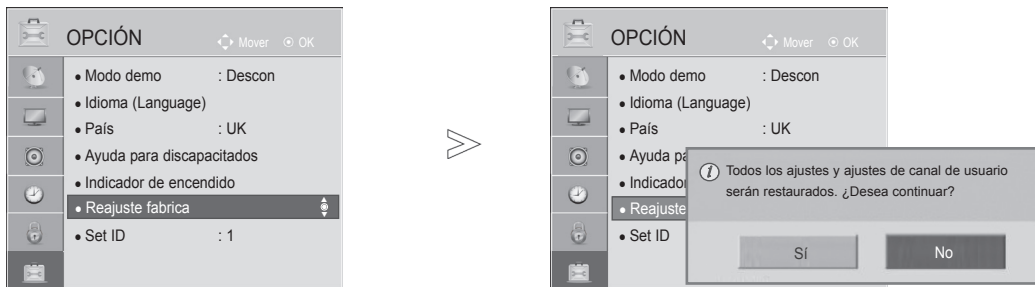 OPCIÓN
Mover OK
• Modo demo : Descon
• Idioma (Language)
• País : UK
• Ayuda para discapacitados
• Indicador de encendido
• Reajuste fabrica
• Set ID : 1
OPCIÓN
Mover OK
• Modo demo : Descon
• Idioma (Language)
• País : UK
• Ayuda pa
• Indicador
• Reajuste
• Set ID
Todos los ajustes y ajustes de canal de usuario
serán restaurados. ¿Desea continuar?
Sí
No